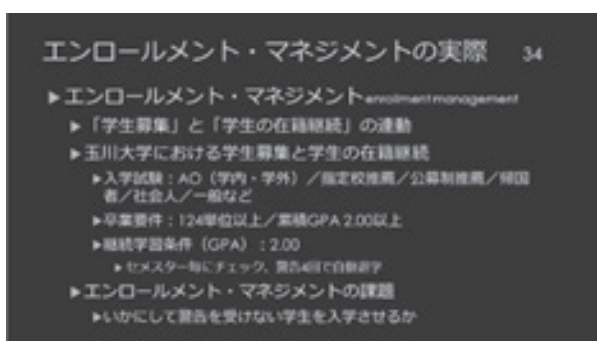 エンロールメント・マネジメントの実際 34
▶エンロールメント・マネジメントenrolment management
▶「学生募集」と「学生の在籍継続」の連動
▶玉川大学における学生募集と学生の在籍継続
▶入学試験:AO(学内・学外)/指定校推薦/公募制推薦/帰国
者/社会人/一般など
▶卒業要件:124単位以上/累積GPA 2.00以上
▶継続学習条件(GPA):2.00
▶セメスター毎にチェック、警告4回で自動退学
▶エンロールメント・マネジメントの課題
▶いかにして警告を受けない学生を入学させるか